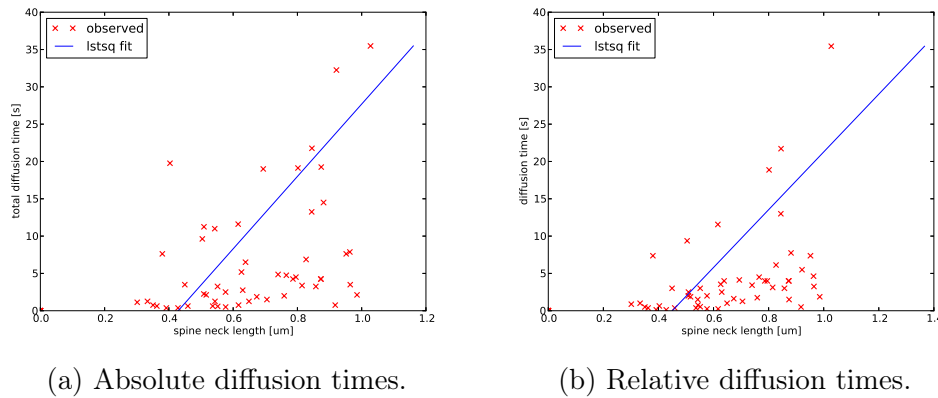 40
35
30
25
20
15
10
5
0
total diffusion time [s]
observed
lstsq fit
0.0 0.2 0.4 0.6 0.8 1.0 1.2
spine neck length [um]
(a) Absolute diffusion times.
40
35
30
25
20
15
10
5
0
diffusion time [s]
observed
lstsq fit
0.0 0.2 0.4 0.6 0.8 1.0 1.2 1.4
spine neck length [um]
(b) Relative diffusion times.